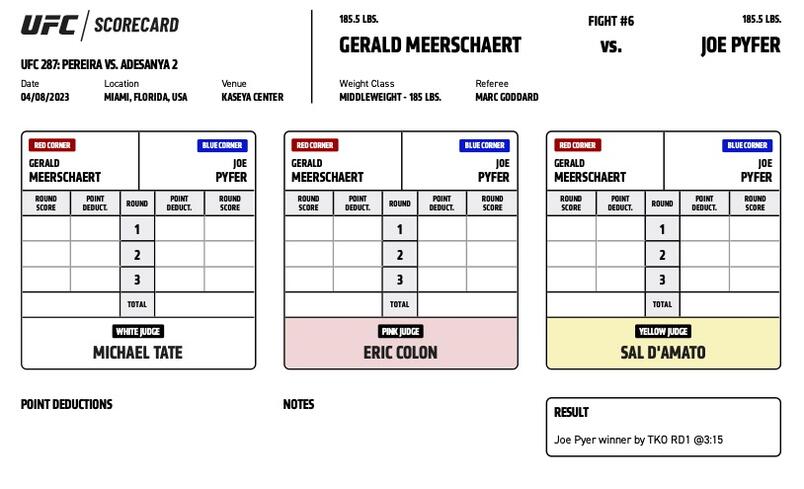 UFC SCORECARD
UFC 287: PEREIRA VS. ADESANYA 2
Date Location Venue
04/08/2023 MIAMI, FLORIDA, USA KASEYA CENTER
185.5 LBS. FIGHT #6 185.5 LBS.
GERALD MEERSCHAERT VS. JOE PYFER
Weight Class Referee
MIDDLEWEIGHT - 185 LBS. MARC GODDARD
RED CORNER BLUE CORNER
GERALD JOE
MEERSCHAERT PYFER
ROUND SCORE POINT DEDUCT. ROUND POINT DEDUCT. ROUND SCORE
1
2
3
TOTAL
WHITE JUDGE
MICHAEL TATE
RED CORNER BLUE CORNER
GERALD JOE
MEERSCHAERT PYFER
ROUND SCORE POINT DEDUCT. ROUND POINT DEDUCT. ROUND SCORE
1
2
3
TOTAL
PINK JUDGE
ERIC COLON
RED CORNER BLUE CORNER
GERALD JOE
MEERSCHAERT PYFER
ROUND SCORE POINT DEDUCT. ROUND POINT DEDUCT. ROUND SCORE
1
2
3
TOTAL
YELLOW JUDGE
SAL D'AMATO
POINT DEDUCTIONS
NOTES
RESULT
Joe Pyer winner by TKO RD1 @3:15